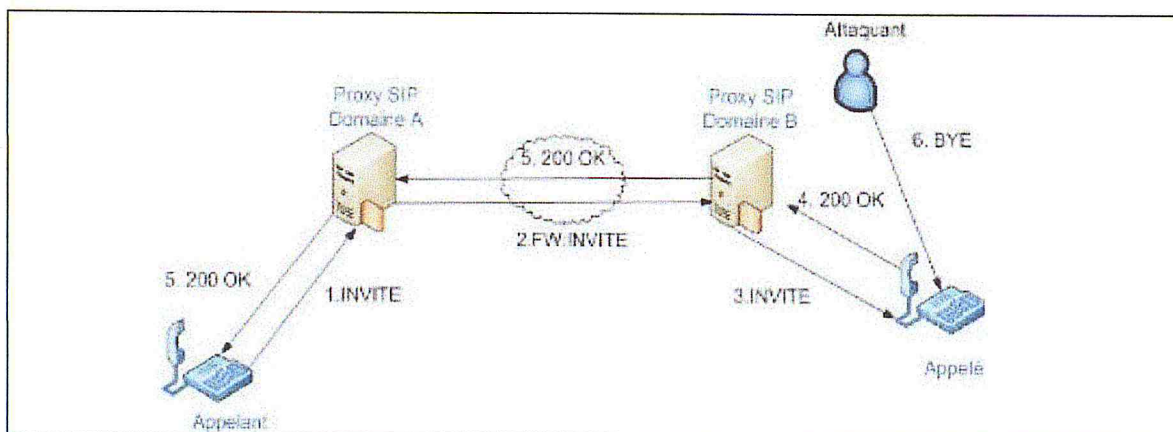 Attaquant
Proxy SIP
Domaine A
Proxy SIP
Domaine B
6. BYE
5. 200 OK
4. 200 OK
2.FW.INVITE
5. 200 OK
1.INVITE
3.INVITE
Appelé
Appelant